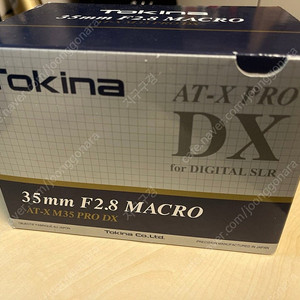 Tokina
AT-X PRO
DX
for DIGITAL SLR
35mm F2.8 MACRO
AT-X M35 PRO DX
Tokina Co.,Ltd.